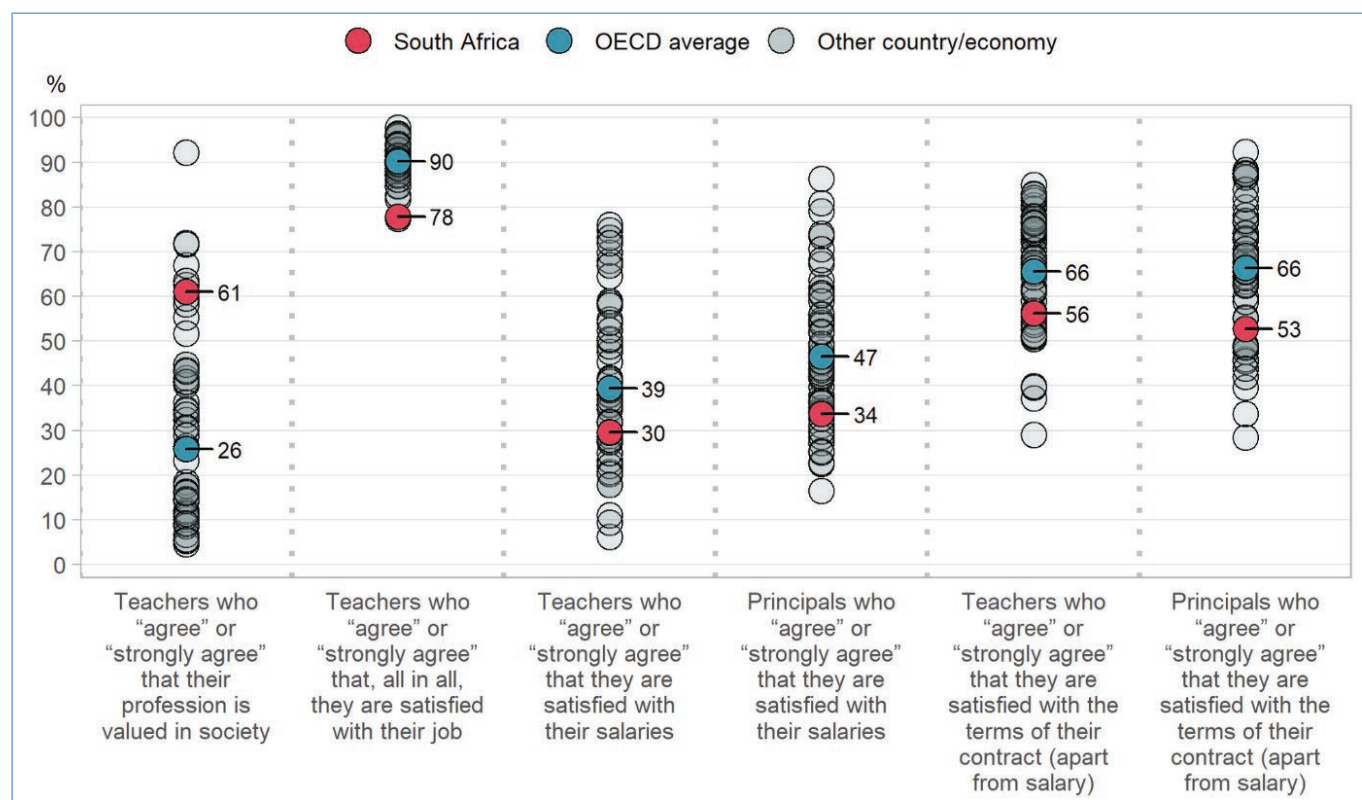 South Africa OECD average Other country/economy
%
100
90
80
70
60
50
40
30
20
10
0
61
26
90
78
39
30
47
34
66
56
66
53
Teachers who
“agree” or
“strongly agree”
that their
profession is
valued in society
Teachers who
“agree” or
“strongly agree”
that, all in all,
they are satisfied
with their job
Teachers who
“agree” or
“strongly agree”
that they are
satisfied with
their salaries
Principals who
“agree” or
“strongly agree”
that they are
satisfied with
their salaries
Teachers who
“agree” or
“strongly agree”
that they are
satisfied with the
terms of their
contract (apart
from salary)
Principals who
“agree” or
“strongly agree”
that they are
satisfied with the
terms of their
contract (apart
from salary)